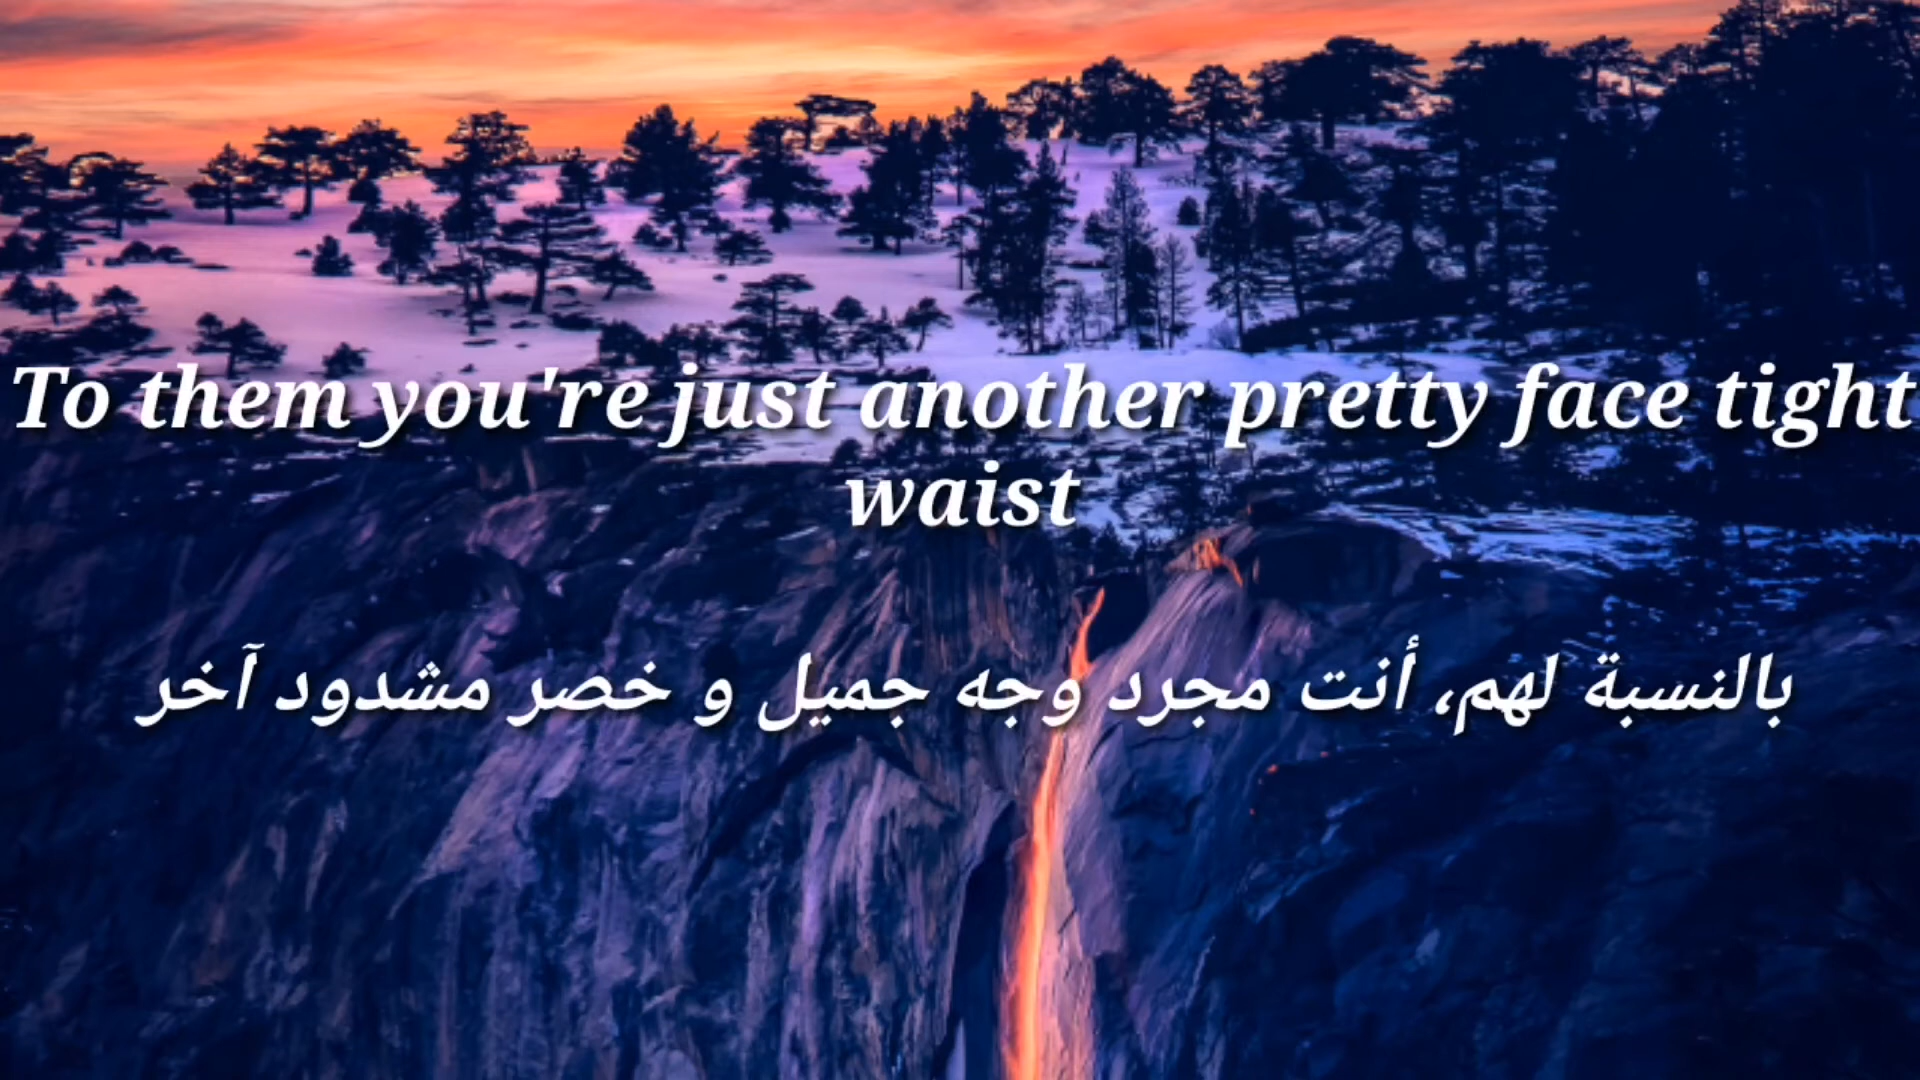 To them you're just another pretty face tight
waist
بالنسبة لهم، أنت مجرد وجه جميل و خصر مشدود آخر